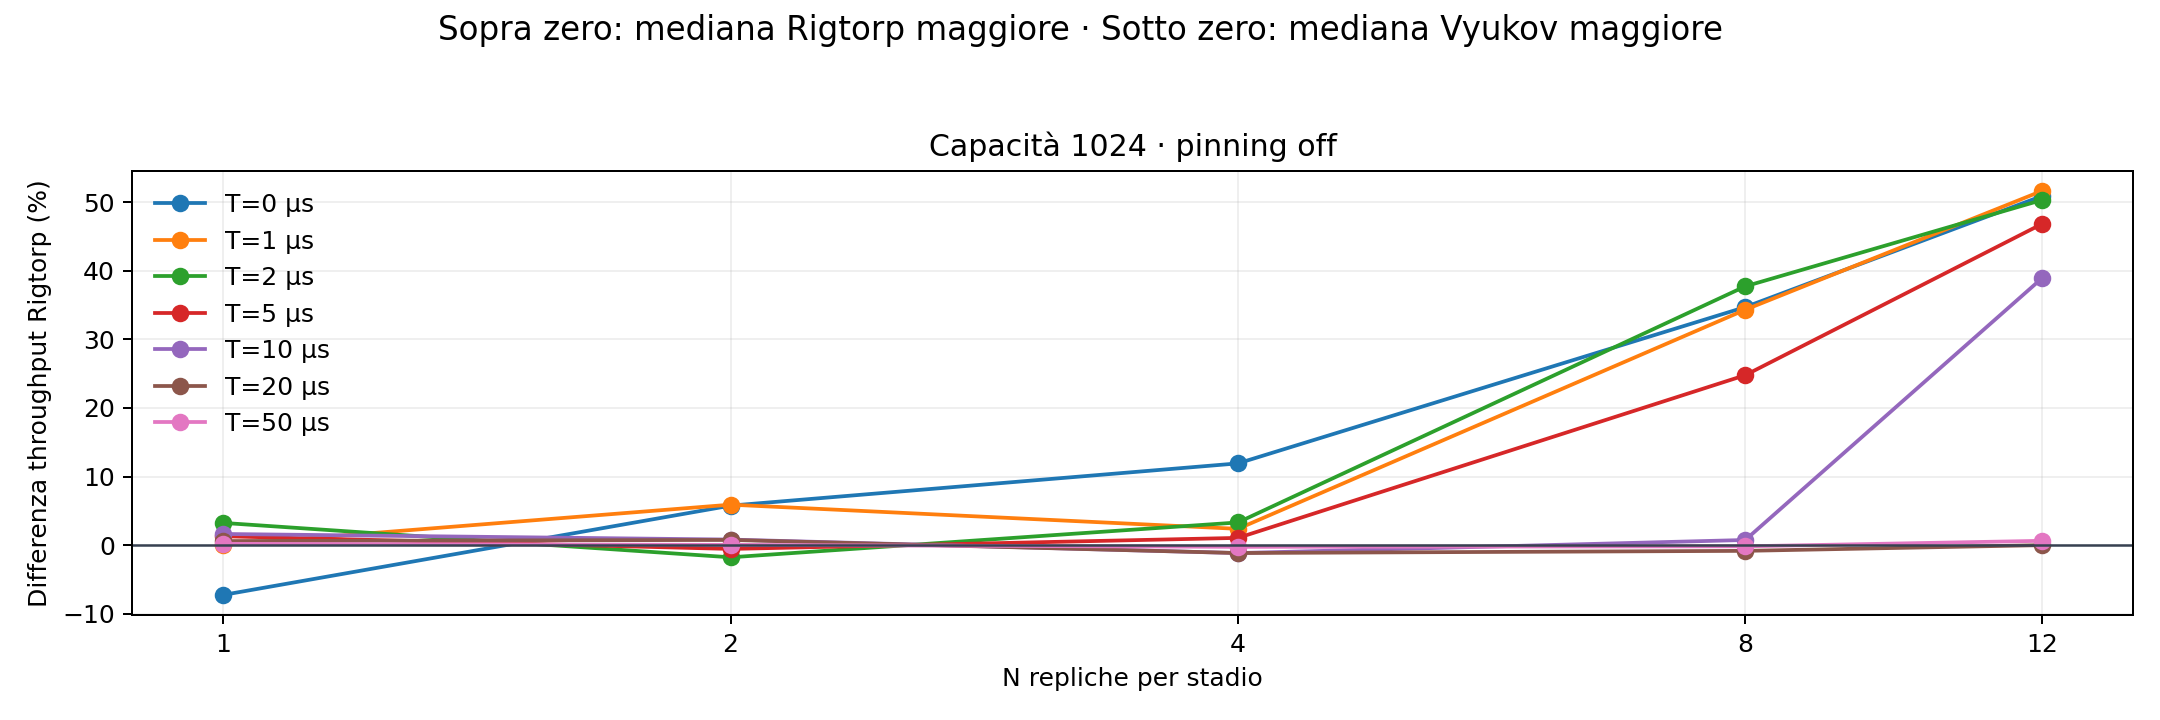 Sopra zero: mediana Rigtorp maggiore · Sotto zero: mediana Vyukov maggiore
Capacità 1024 · pinning off
Differenza throughput Rigtorp (%)
50
40
30
20
10
0
−10
T=0 μs
T=1 μs
T=2 μs
T=5 μs
T=10 μs
T=20 μs
T=50 μs
1 2 4 8 12
N repliche per stadio